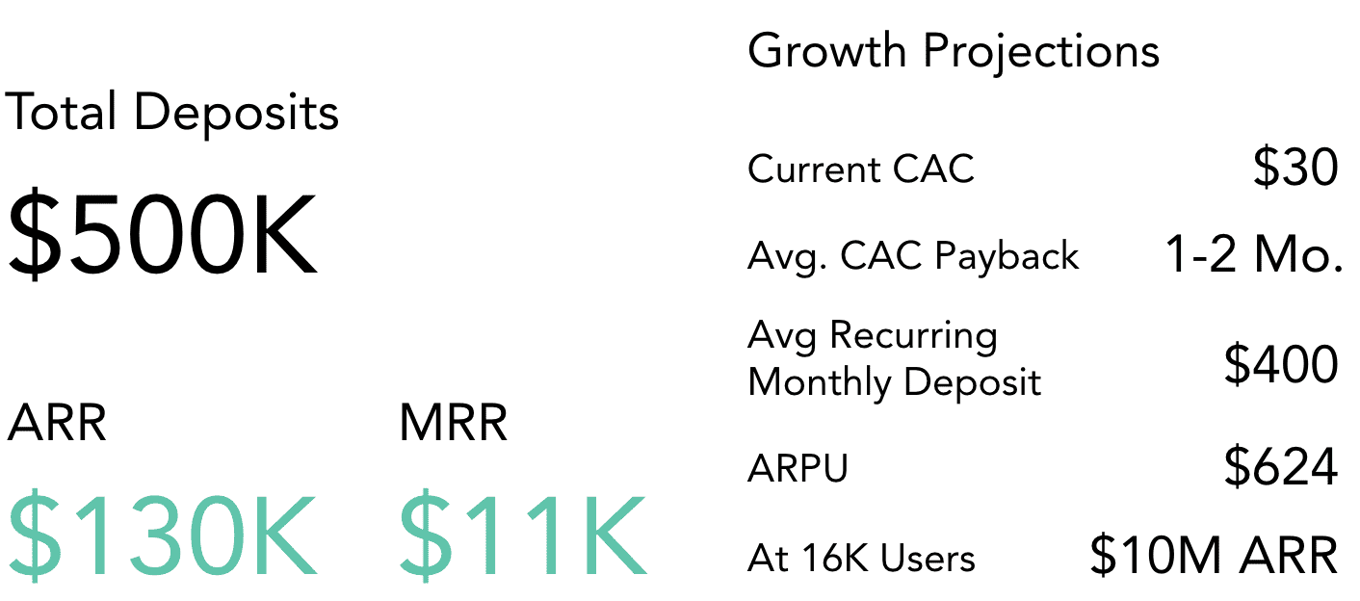 Total Deposits
$500K
ARR
$130K
MRR
$11K
Growth Projections
Current CAC
$30
Avg. CAC Payback
1-2 Mo.
Avg Recurring
Monthly Deposit
$400
ARPU
$624
At 16K Users
$10M ARR